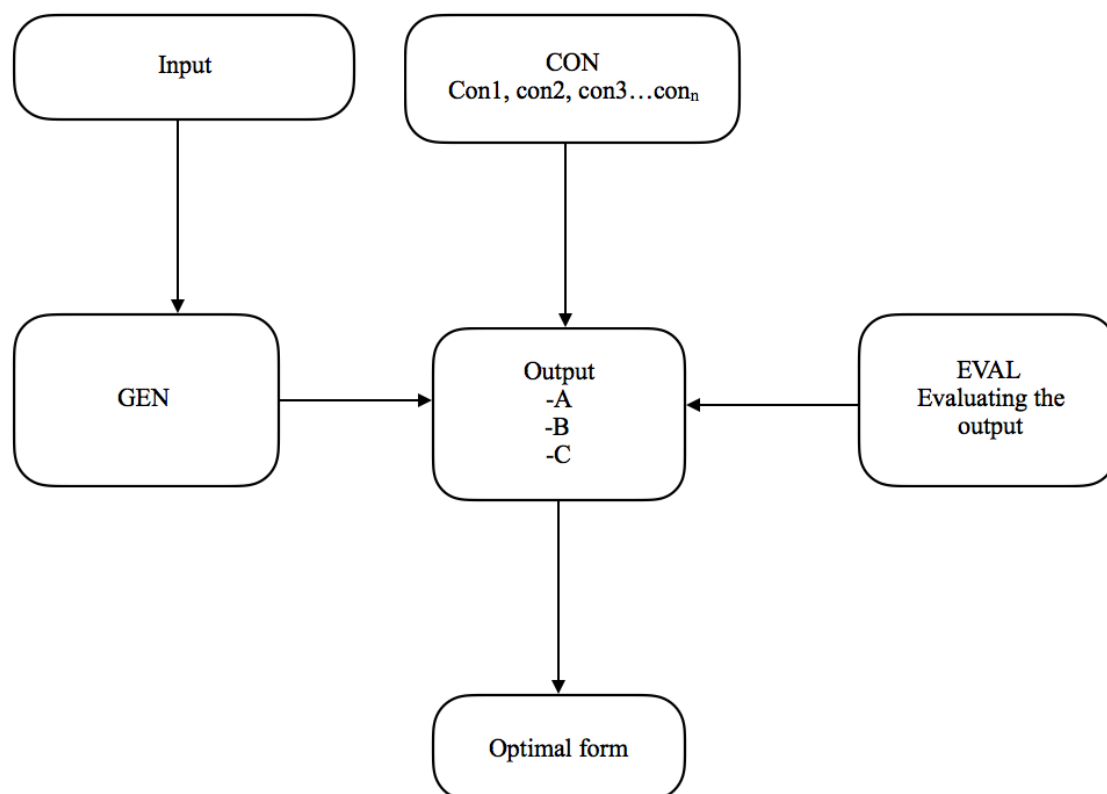 Input
CON
Con1, con2, con3…conₙ
GEN
Output
-A
-B
-C
EVAL
Evaluating the
output
Optimal form